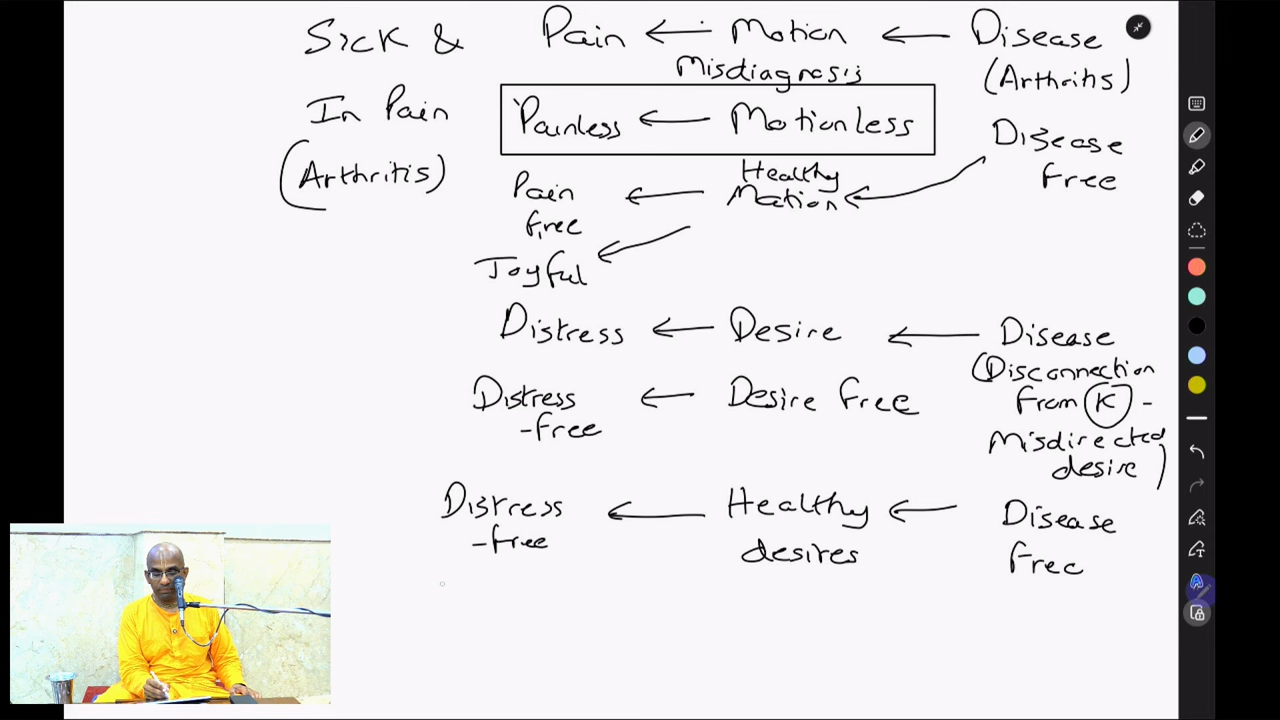 Sick & Pain ← Motion ← Disease
Misdiagnosis (Arthritis)
In Pain Painless ← Motionless Disease
(Arthritis) Healthy Free
Pain ← Motion
free
Joyful
Distress ← Desire ← Disease
(Disconnection
Distress ← Desire free from K -
-free Misdirected
desire)
Distress ← Healthy ← Disease
-free desires Free